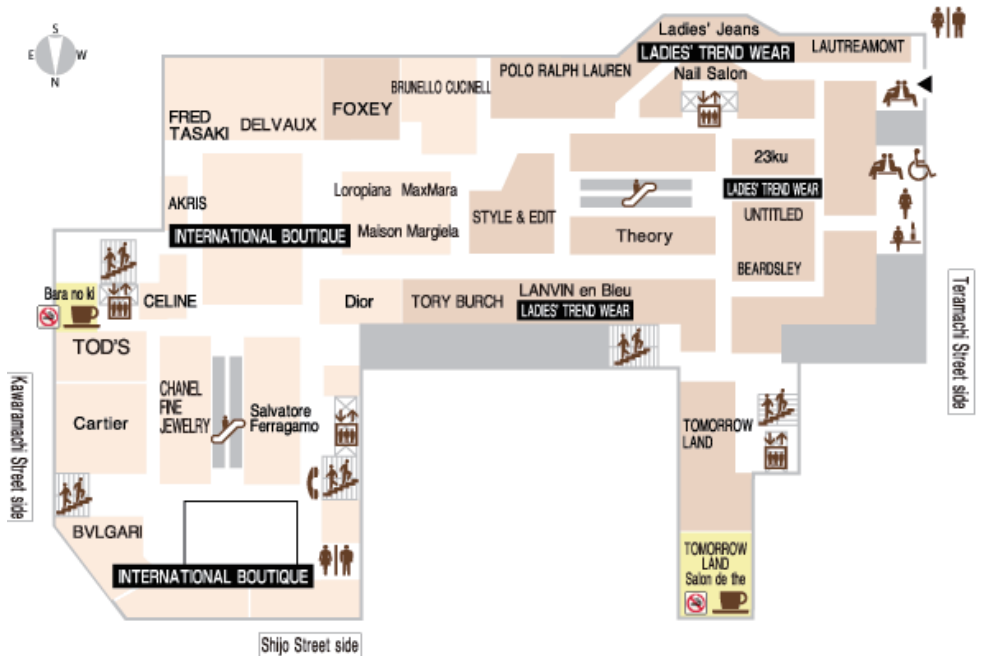 S
E
W
N
Ladies' Jeans
LADIES' TREND WEAR
LAUTREAMONT
POLO RALPH LAUREN
Nail Salon
BRUNELLO CUCINELL
FOXEY
FRED
TASAKI
DELVAUX
23ku
LADIES' TREND WEAR
Loropiana
MaxMara
AKRIS
STYLE & EDIT
UNTITLED
INTERNATIONAL BOUTIQUE
Maison Margiela
Theory
BEARDSLEY
Bara no ki
CELINE
Dior
TORY BURCH
LANVIN en Bleu
LADIES' TREND WEAR
Teramachi Street side
TOD'S
CHANEL
FINE
JEWELRY
Salvatore
Ferragamo
Cartier
TOMORROW
LAND
Kawaramachi Street side
BVLGARI
TOMORROW
LAND
Salon de the
INTERNATIONAL BOUTIQUE
Shijo Street side